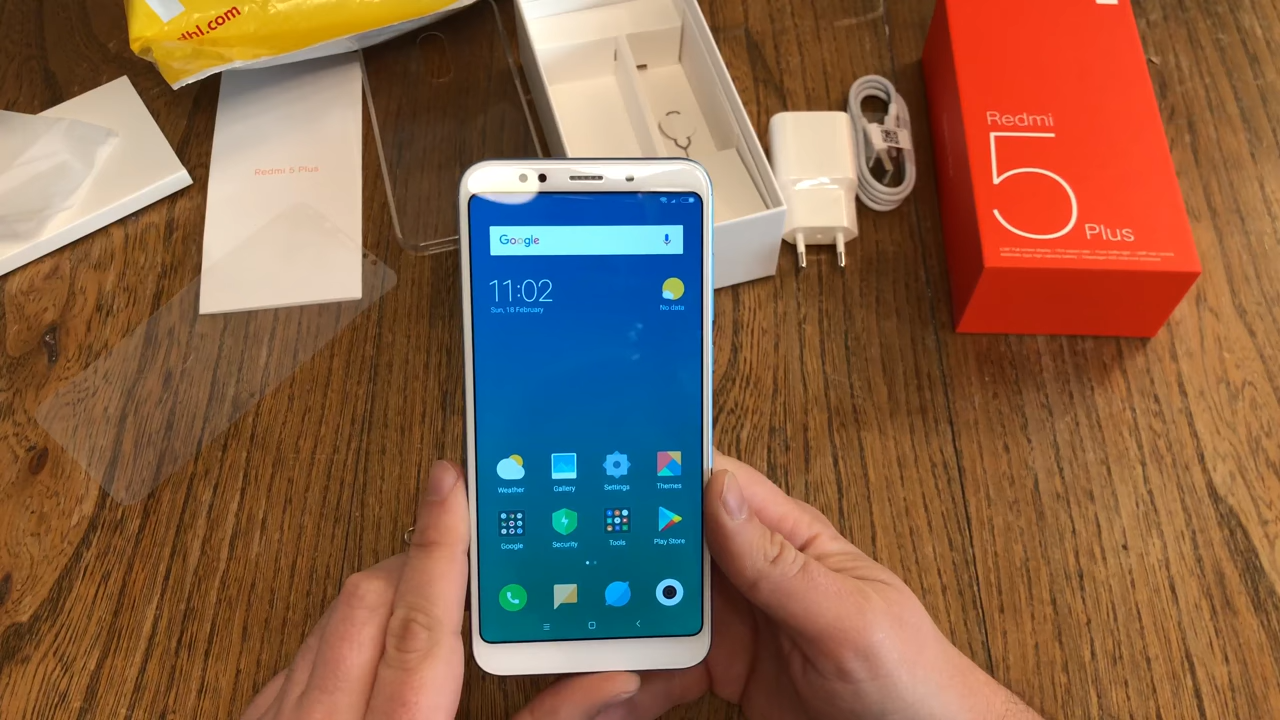 dhl.com
Redmi 5 Plus
Redmi
5 Plus
Google
11:02
Sun, 18 February
No data
Weather
Gallery
Settings
Themes
Google
Security
Tools
Play Store